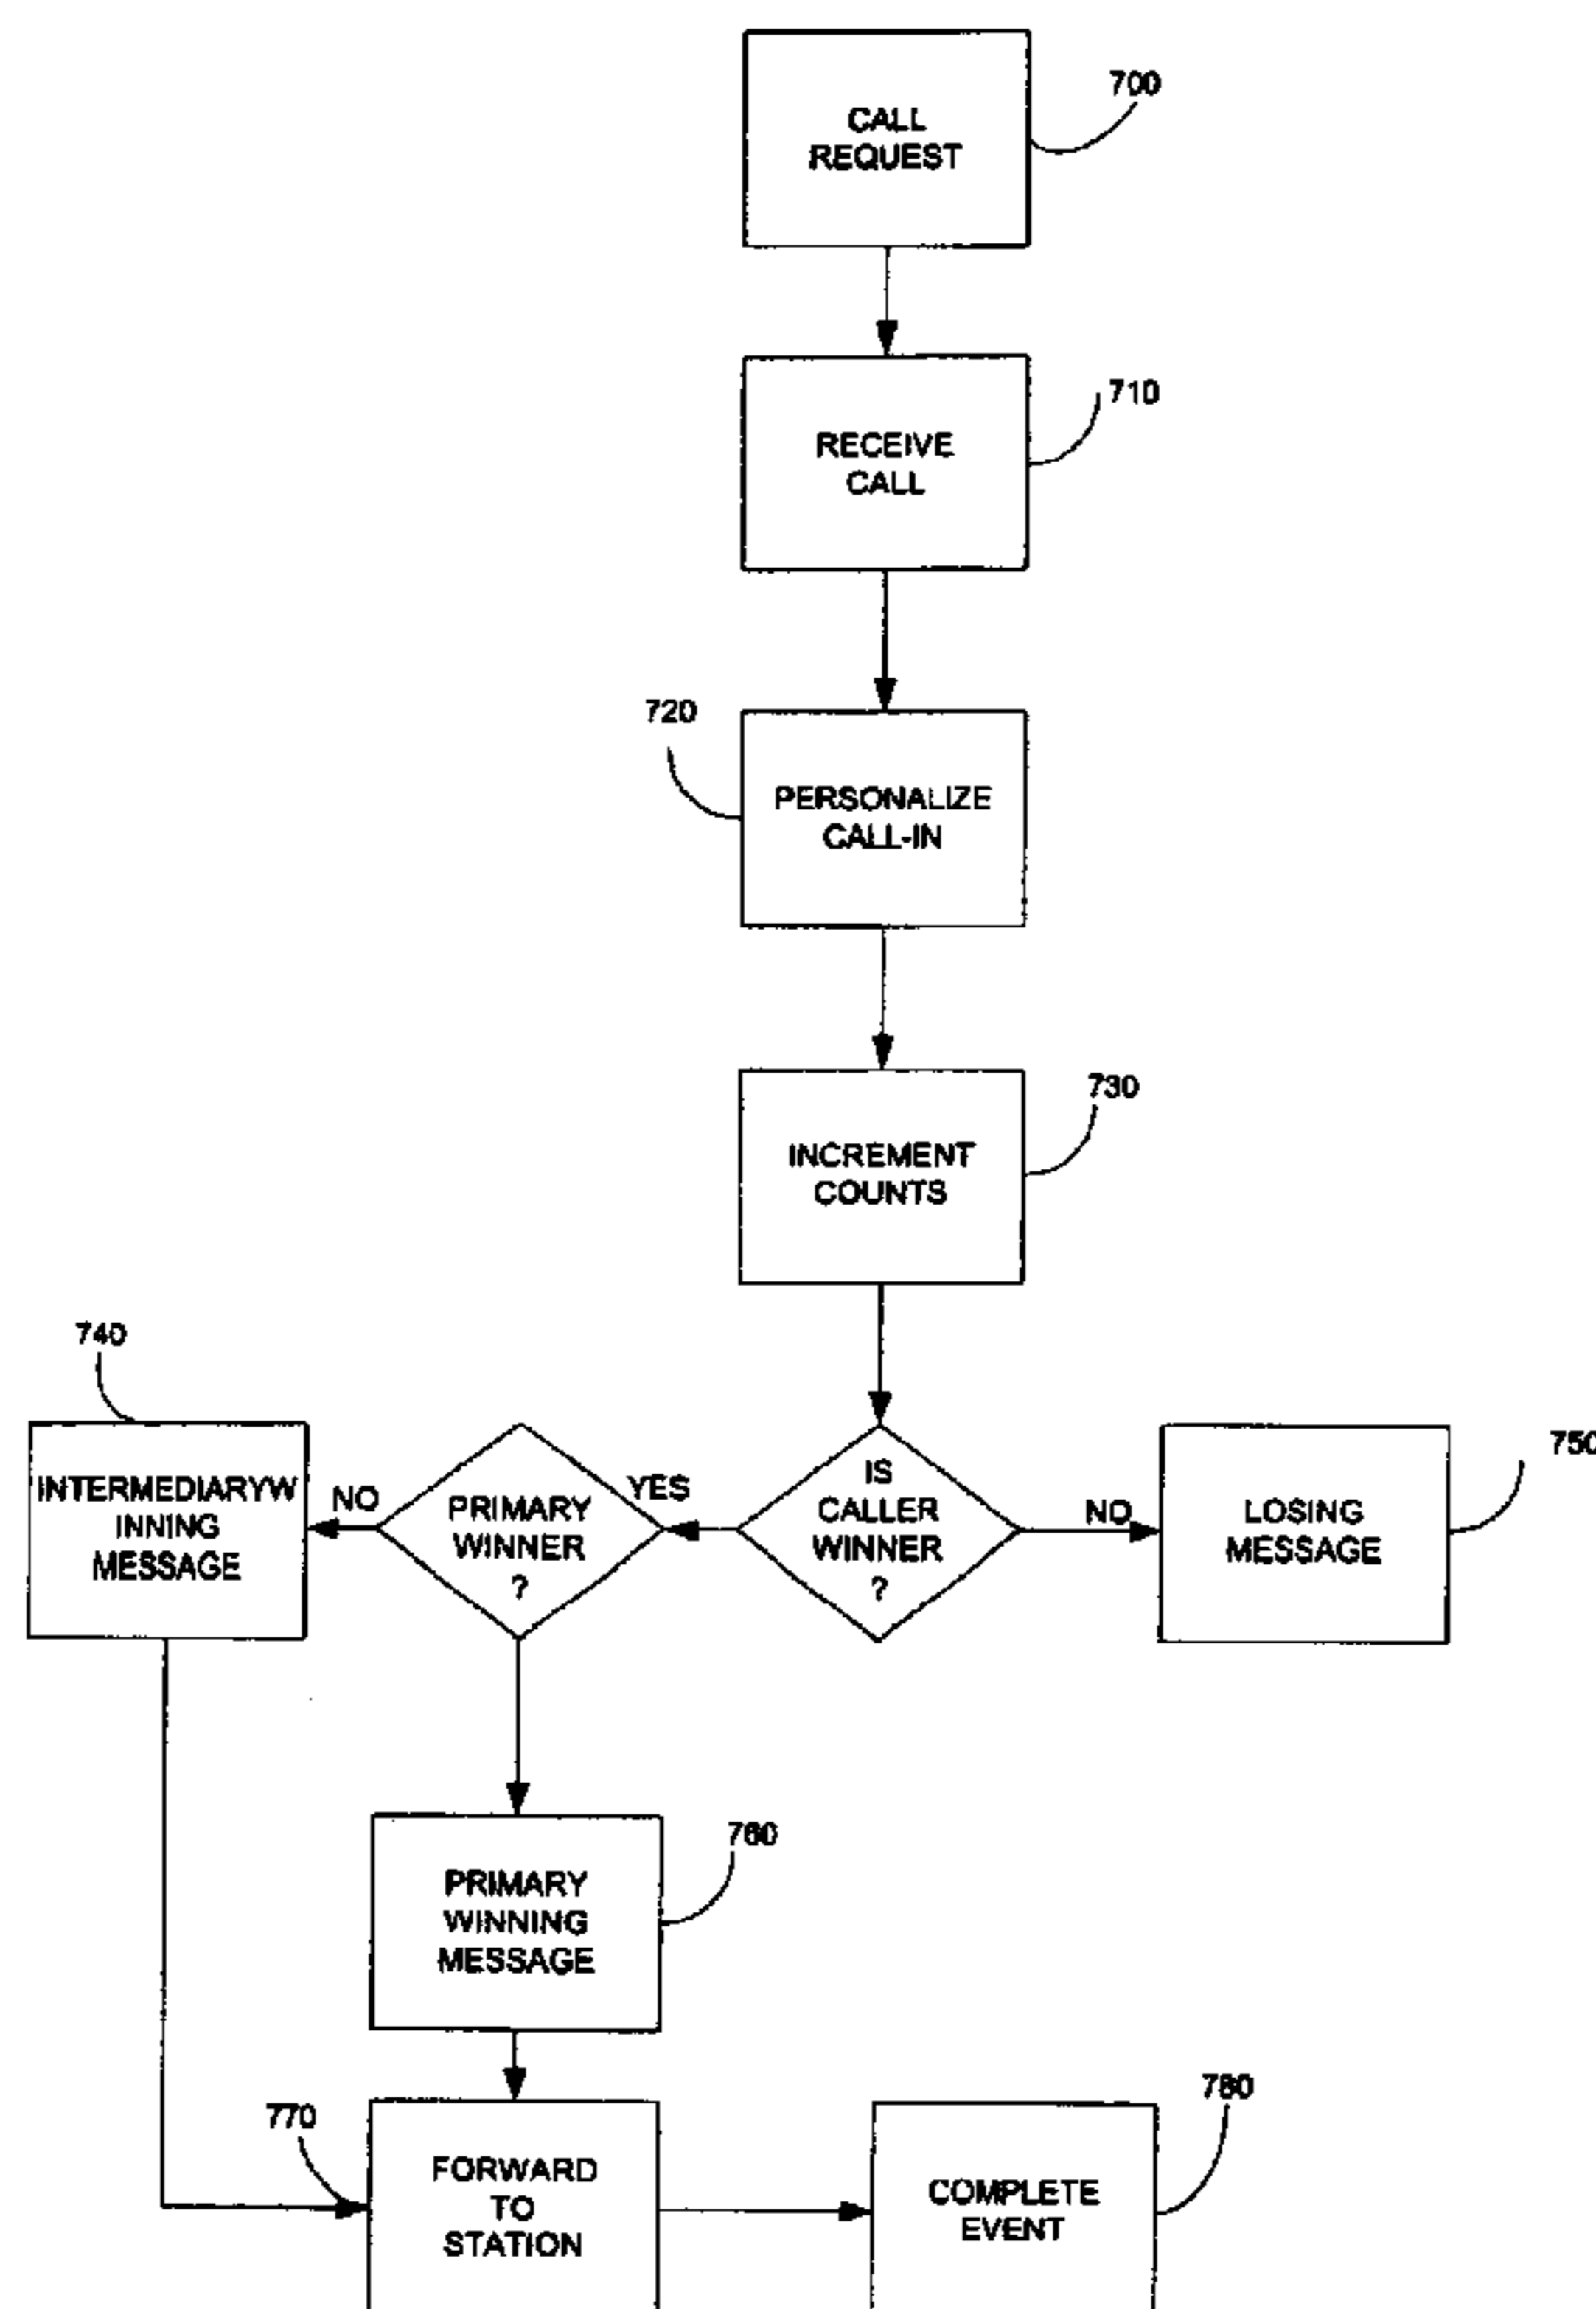 CALL
REQUEST
700
RECEIVE
CALL
710
720
PERSONALIZE
CALL-IN
730
INCREMENT
COUNTS
740
INTERMEDIARYW
INNING
MESSAGE
NO
PRIMARY
WINNER
?
YES
IS
CALLER
WINNER
?
NO
LOSING
MESSAGE
750
PRIMARY
WINNING
MESSAGE
760
770
FORWARD
TO
STATION
COMPLETE
EVENT
780